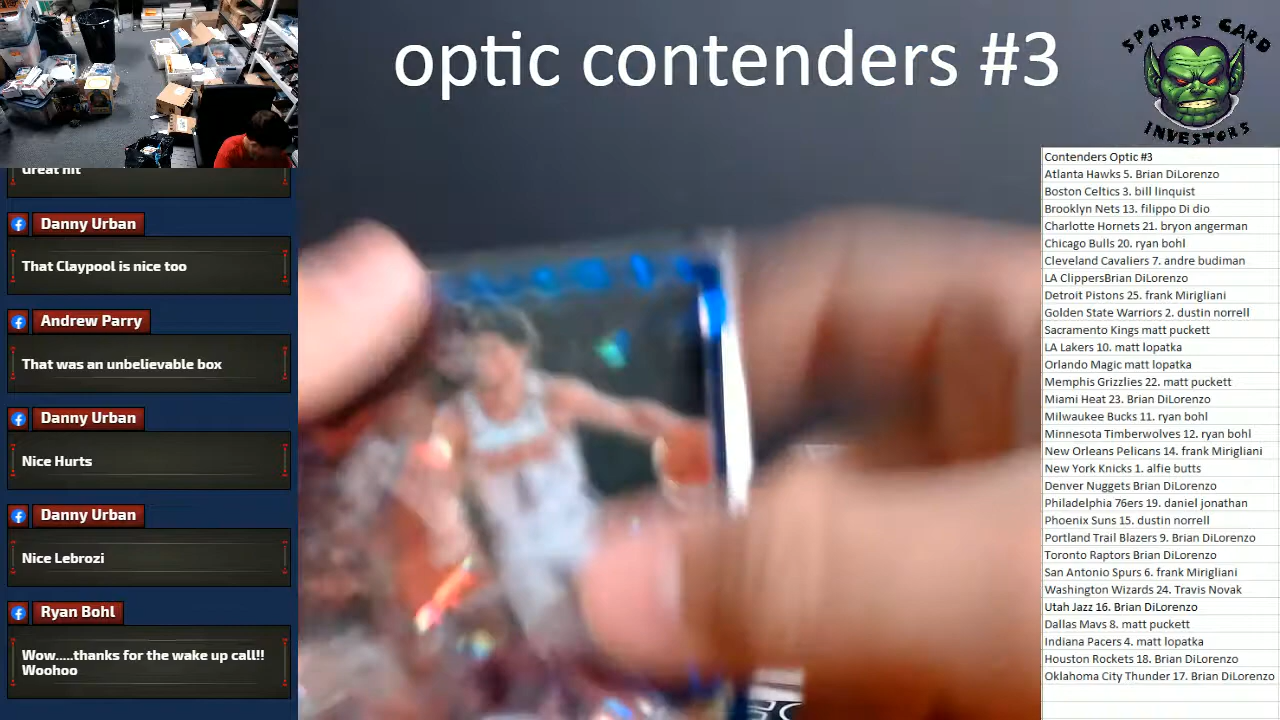 optic contenders #3
SPORTS CARD
INVESTORS
Great hit
Danny Urban
That Claypool is nice too
Andrew Parry
That was an unbelievable box
Danny Urban
Nice Hurts
Danny Urban
Nice Lebrozi
Ryan Bohl
Wow.....thanks for the wake up call!!
Woohoo
Contenders Optic #3
Atlanta Hawks 5. Brian DiLorenzo
Boston Celtics 3. bill linquist
Brooklyn Nets 13. filippo Di dio
Charlotte Hornets 21. bryon angerman
Chicago Bulls 20. ryan bohl
Cleveland Cavaliers 7. andre budiman
LA ClippersBrian DiLorenzo
Detroit Pistons 25. frank Mirigliani
Golden State Warriors 2. dustin norrell
Sacramento Kings matt puckett
LA Lakers 10. matt lopatka
Orlando Magic matt lopatka
Memphis Grizzlies 22. matt puckett
Miami Heat 23. Brian DiLorenzo
Milwaukee Bucks 11. ryan bohl
Minnesota Timberwolves 12. ryan bohl
New Orleans Pelicans 14. frank Mirigliani
New York Knicks 1. alfie butts
Denver Nuggets Brian DiLorenzo
Philadelphia 76ers 19. daniel jonathan
Phoenix Suns 15. dustin norrell
Portland Trail Blazers 9. Brian DiLorenzo
Toronto Raptors Brian DiLorenzo
San Antonio Spurs 6. frank Mirigliani
Washington Wizards 24. Travis Novak
Utah Jazz 16. Brian DiLorenzo
Dallas Mavs 8. matt puckett
Indiana Pacers 4. matt lopatka
Houston Rockets 18. Brian DiLorenzo
Oklahoma City Thunder 17. Brian DiLorenzo